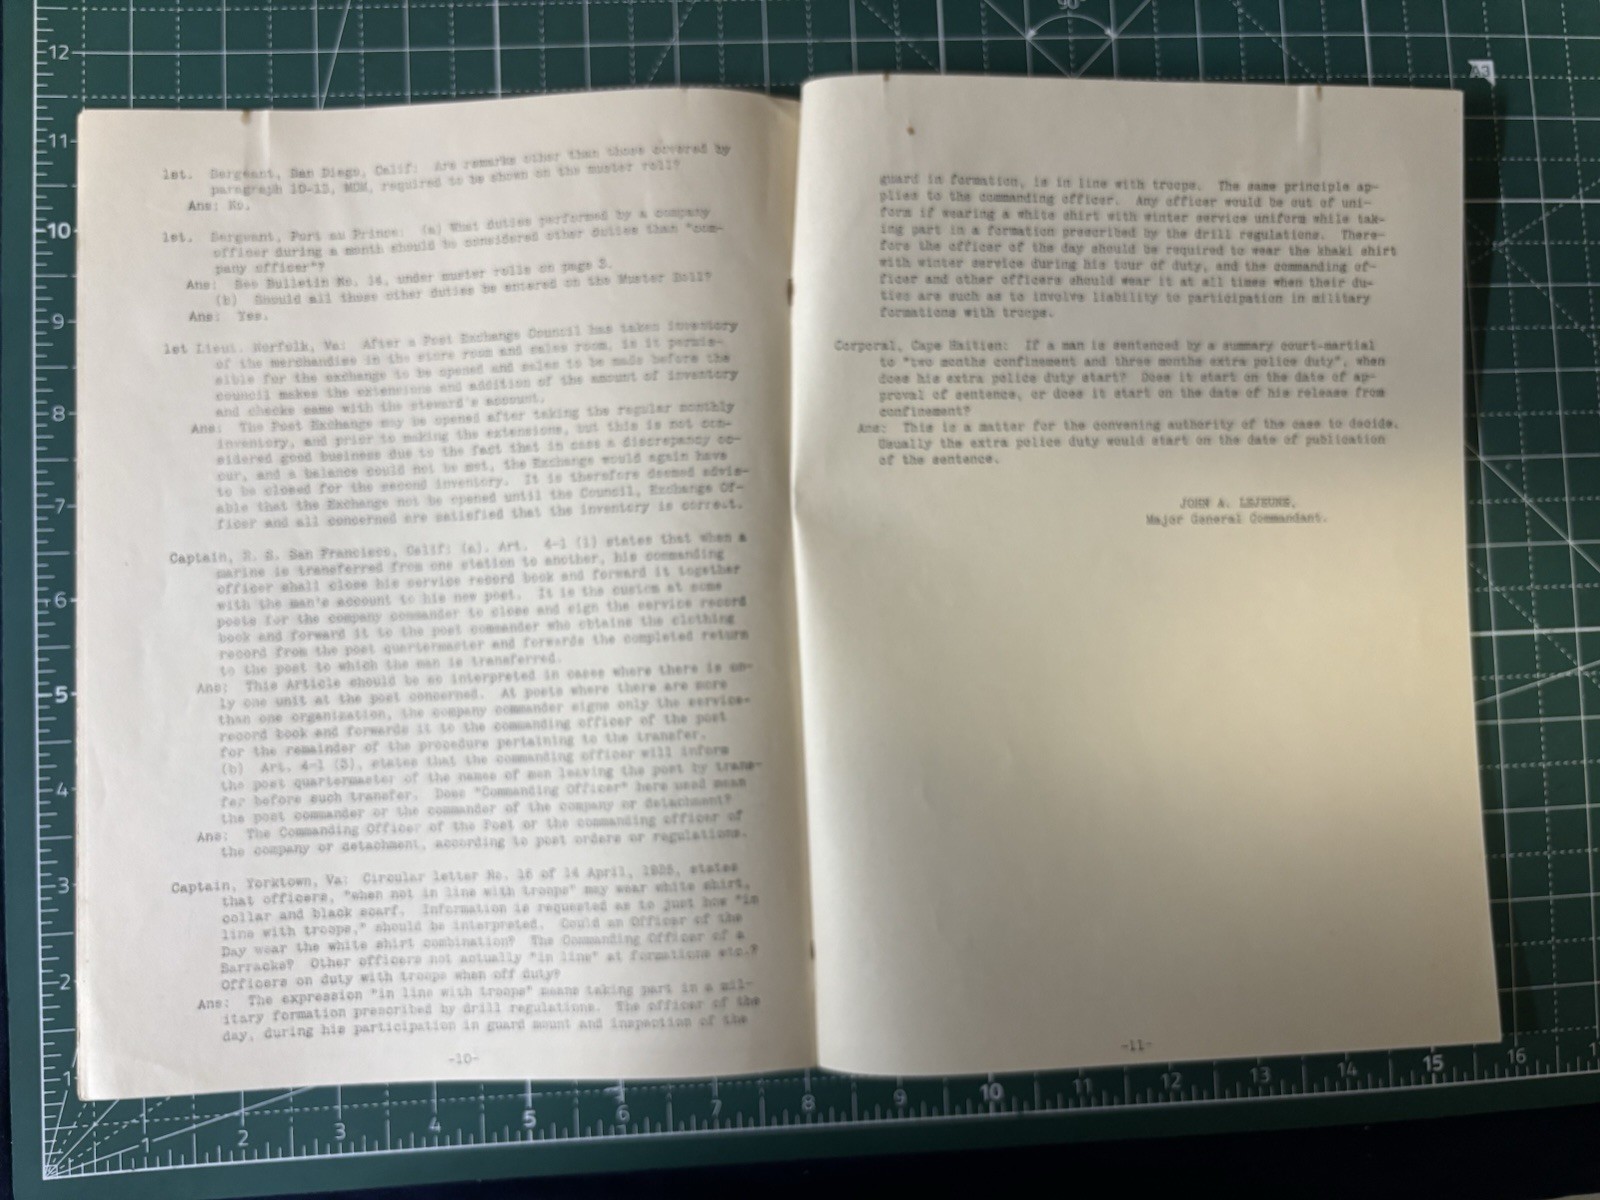 1st. Sergeant, San Diego, Calif: Are remarks other than those covered by
paragraph 10-13, MCM, required to be shown on the muster roll?
Ans: No.
1st. Sergeant, Port au Prince: (a) What duties performed by a company
officer during a month should be considered other duties than "com-
pany officer"?
Ans: See Bulletin No. 14, under muster rolls on page 3.
(b) Should all those other duties be entered on the Muster Roll?
Ans: Yes.
1st Lieut. Norfolk, Va: After a Post Exchange Council has taken inventory
of the merchandise in the store room and sales room, is it permis-
sible for the exchange to be opened and sales to be made before the
council makes the extensions and addition of the amount of inventory
and checks same with the steward's account.
Ans: The Post Exchange may be opened after taking the regular monthly
inventory, and prior to making the extensions, but this is not con-
sidered good business due to the fact that in case a discrepancy oc-
cur, and a balance could not be met, the Exchange would again have
to be closed for the second inventory. It is therefore deemed advis-
able that the Exchange not be opened until the Council, Exchange Of-
ficer and all concerned are satisfied that the inventory is correct.
Captain, R. S. San Francisco, Calif: (a). Art. 4-1 (1) states that when a
marine is transferred from one station to another, his commanding
officer shall close his service record book and forward it together
with the man's account to his new post. It is the custom at some
posts for the company commander to close and sign the service record
book and forward it to the post commander who obtains the clothing
record from the post quartermaster and forwards the completed return
to the post to which the man is transferred.
Ans: This Article should be so interpreted in cases where there is on-
ly one unit at the post concerned. At posts where there are more
than one organization, the company commander signs only the service-
record book and forwards it to the commanding officer of the post
for the remainder of the procedure pertaining to the transfer.
(b) Art. 4-1 (3), states that the commanding officer will inform
the post quartermaster of the names of men leaving the post by trans-
fer before such transfer. Does "Commanding Officer" here used mean
the post commander or the commander of the company or detachment?
Ans: The Commanding Officer of the Post or the commanding officer of
the company or detachment, according to post orders or regulations.
Captain, Yorktown, Va: Circular letter No. 16 of 14 April, states
that officers, "when not in line with troops" may wear white shirt,
collar and black scarf. Information is requested as to just how "in
line with troops," should be interpreted. Could an Officer of the
Day wear the white shirt combination? The Commanding Officer of a
Barracks? Other officers not actually "in line" at formations etc.?
Officers on duty with troops when off duty?
Ans: The expression "in line with troops" means taking part in a mil-
itary formation prescribed by drill regulations. The officer of the
day, during his participation in guard mount and inspection of the
-10-
guard in formation, is in line with troops. The same principle ap-
plies to the commanding officer. Any officer would be out of uni-
form if wearing a white shirt with winter service uniform while tak-
ing part in a formation prescribed by the drill regulations. There-
fore the officer of the day should be required to wear the khaki shirt
with winter service during his tour of duty, and the commanding of-
ficer and other officers should wear it at all times when their du-
ties are such as to involve liability to participation in military
formations with troops.
Corporal, Cape Haitien: If a man is sentenced by a summary court-martial
to "two months confinement and three months extra police duty", when
does his extra police duty start? Does it start on the date of ap-
proval of sentence, or does it start on the date of his release from
confinement?
Ans: This is a matter for the convening authority of the case to decide.
Usually the extra police duty would start on the date of publication
of the sentence.
JOHN A. LEJEUNE,
Major General Commandant.
-11-
90°
A3
12
11
10
9
8
7
6
5
4
3
2
1
1
2
3
4
5
6
7
8
9
10
11
12
13
14
15
16